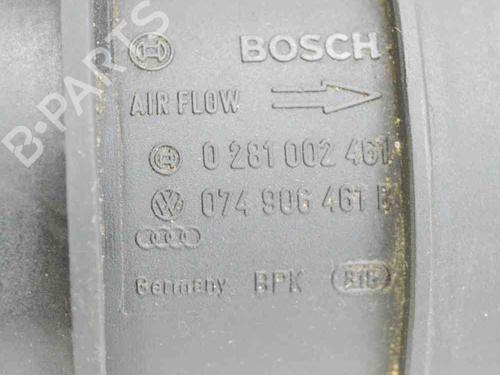 BOSCH
AIR FLOW
0 281 002 461
074 906 461
Germany BPK
B-PARTS